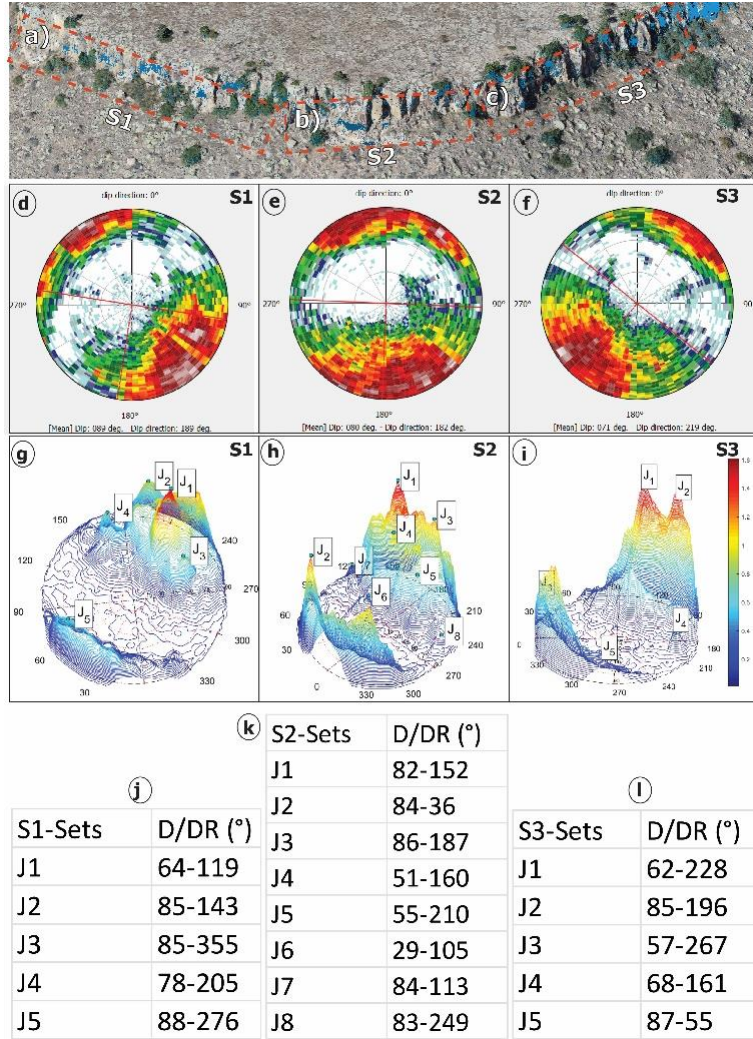 a)
b)
c)
S1
S2
S3
d
dip direction: 0°
S1
270°
90°
180°
[Mean] Dip: 089 deg. Dip direction: 189 deg.
e
dip direction: 0°
S2
270°
90°
180°
[Mean] Dip: 080 deg. - Dip direction: 182 deg.
f
dip direction: 0°
S3
270°
90°
180°
[Mean] Dip: 071 deg. Dip direction: 219 deg.
g
S1
J2
J1
J4
J3
J5
150
120
90
60
30
240
270
300
330
h
S2
J1
J2
J3
J4
J7
J5
J6
J8
60
30
0
330
300
270
240
210
i
S3
J1
J2
J4
J5
0
330
300
270
243
210
180
120
k
S2-Sets D/DR (°)
J1 82-152
J2 84-36
J3 86-187
J4 51-160
J5 55-210
J6 29-105
J7 84-113
J8 83-249
j
S1-Sets D/DR (°)
J1 64-119
J2 85-143
J3 85-355
J4 78-205
J5 88-276
l
S3-Sets D/DR (°)
J1 62-228
J2 85-196
J3 57-267
J4 68-161
J5 87-55